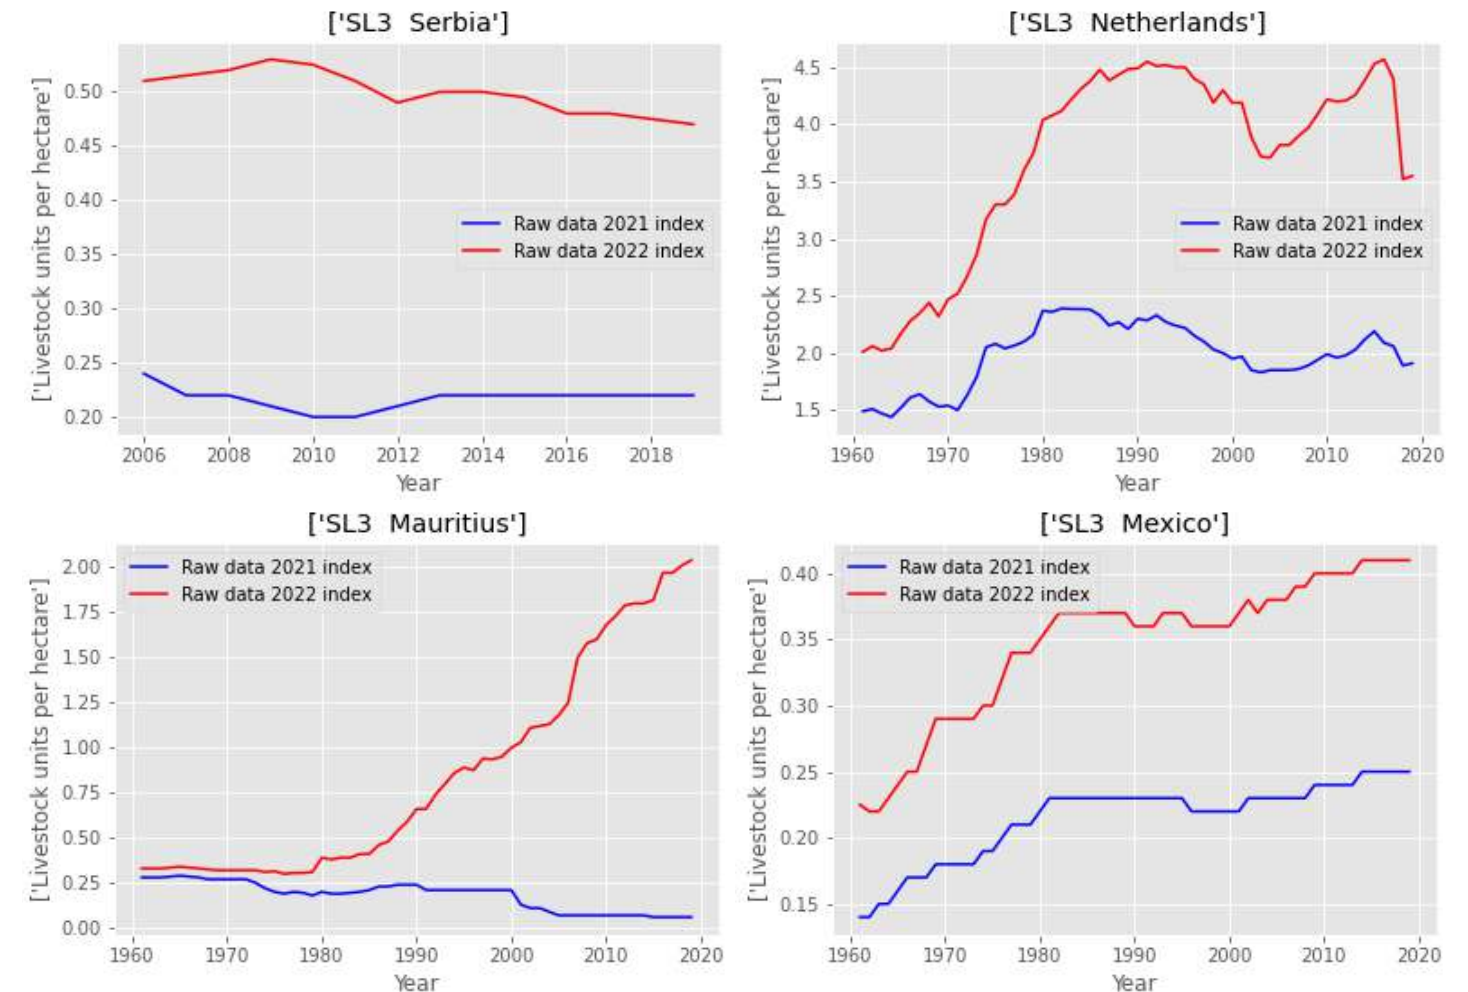 ['SL3  Serbia']
['Livestock units per hectare']
0.50
0.45
0.40
0.35
0.30
0.25
0.20
Raw data 2021 index
Raw data 2022 index
2006 2008 2010 2012 2014 2016 2018
Year
['SL3  Netherlands']
['Livestock units per hectare']
4.5
4.0
3.5
3.0
2.5
2.0
1.5
Raw data 2021 index
Raw data 2022 index
1960 1970 1980 1990 2000 2010 2020
Year
['SL3  Mauritius']
['Livestock units per hectare']
2.00
1.75
1.50
1.25
1.00
0.75
0.50
0.25
0.00
Raw data 2021 index
Raw data 2022 index
1960 1970 1980 1990 2000 2010 2020
Year
['SL3  Mexico']
['Livestock units per hectare']
0.40
0.35
0.30
0.25
0.20
0.15
Raw data 2021 index
Raw data 2022 index
1960 1970 1980 1990 2000 2010 2020
Year